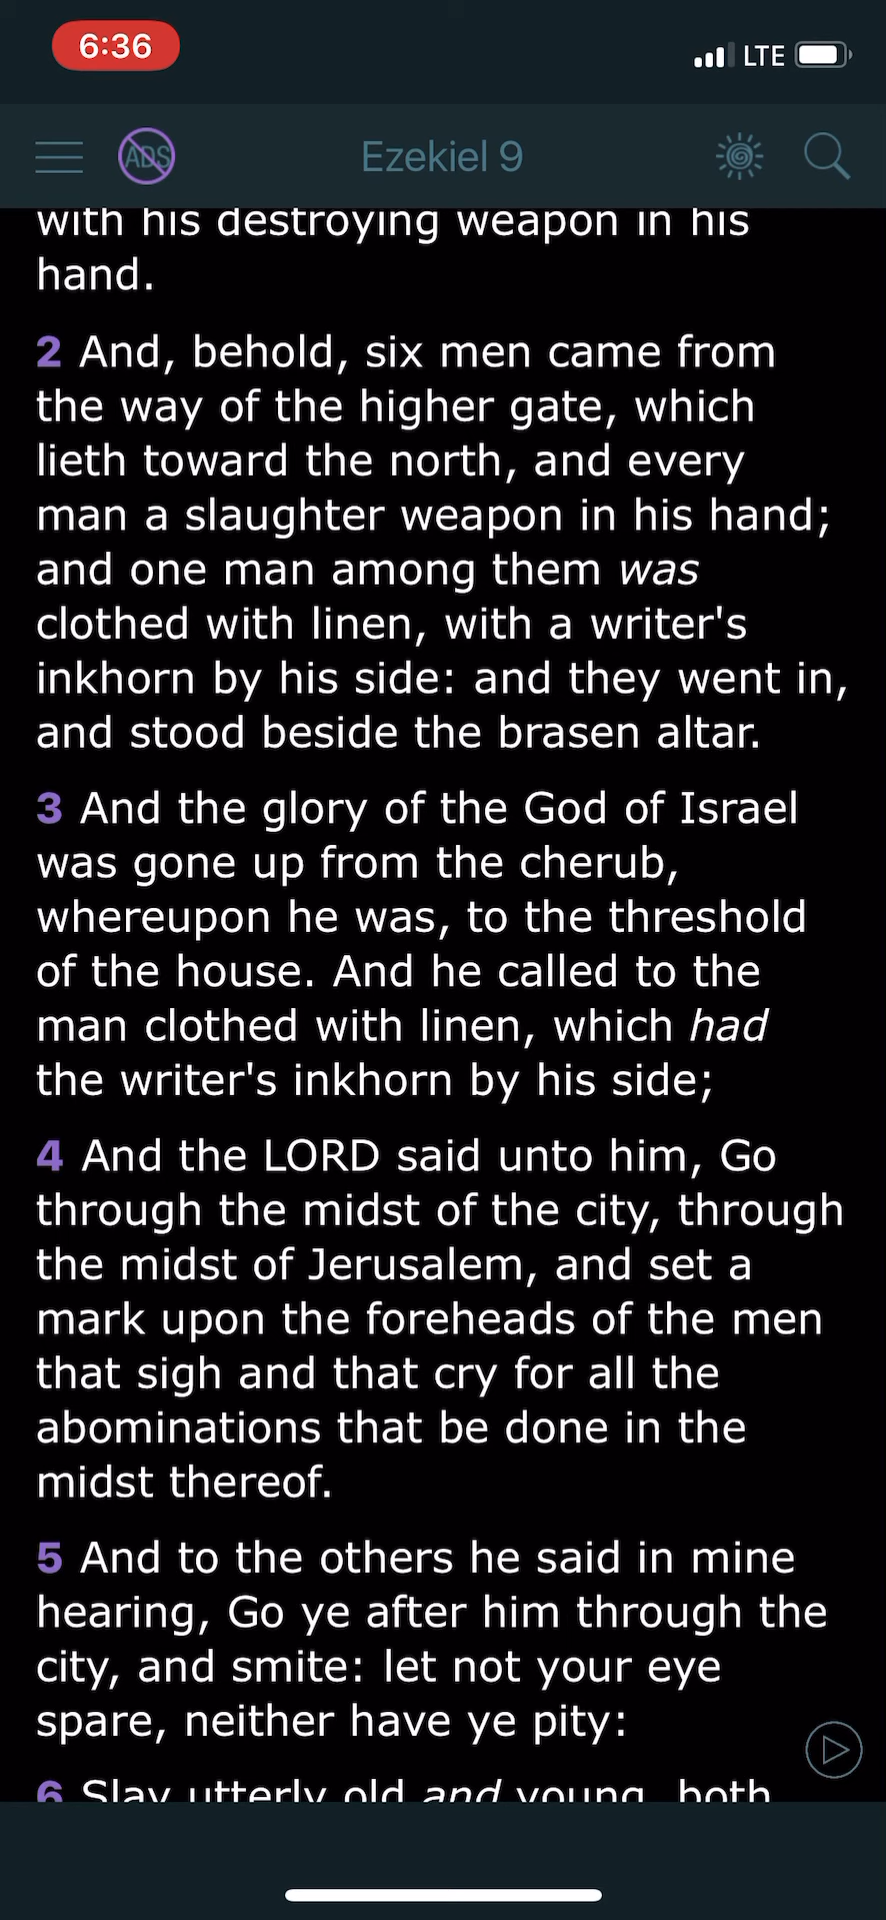 6:36
LTE
ADS
Ezekiel 9
with his destroying weapon in his
hand.
2 And, behold, six men came from
the way of the higher gate, which
lieth toward the north, and every
man a slaughter weapon in his hand;
and one man among them was
clothed with linen, with a writer's
inkhorn by his side: and they went in,
and stood beside the brasen altar.
3 And the glory of the God of Israel
was gone up from the cherub,
whereupon he was, to the threshold
of the house. And he called to the
man clothed with linen, which had
the writer's inkhorn by his side;
4 And the LORD said unto him, Go
through the midst of the city, through
the midst of Jerusalem, and set a
mark upon the foreheads of the men
that sigh and that cry for all the
abominations that be done in the
midst thereof.
5 And to the others he said in mine
hearing, Go ye after him through the
city, and smite: let not your eye
spare, neither have ye pity:
6 Slay utterly old and young, both